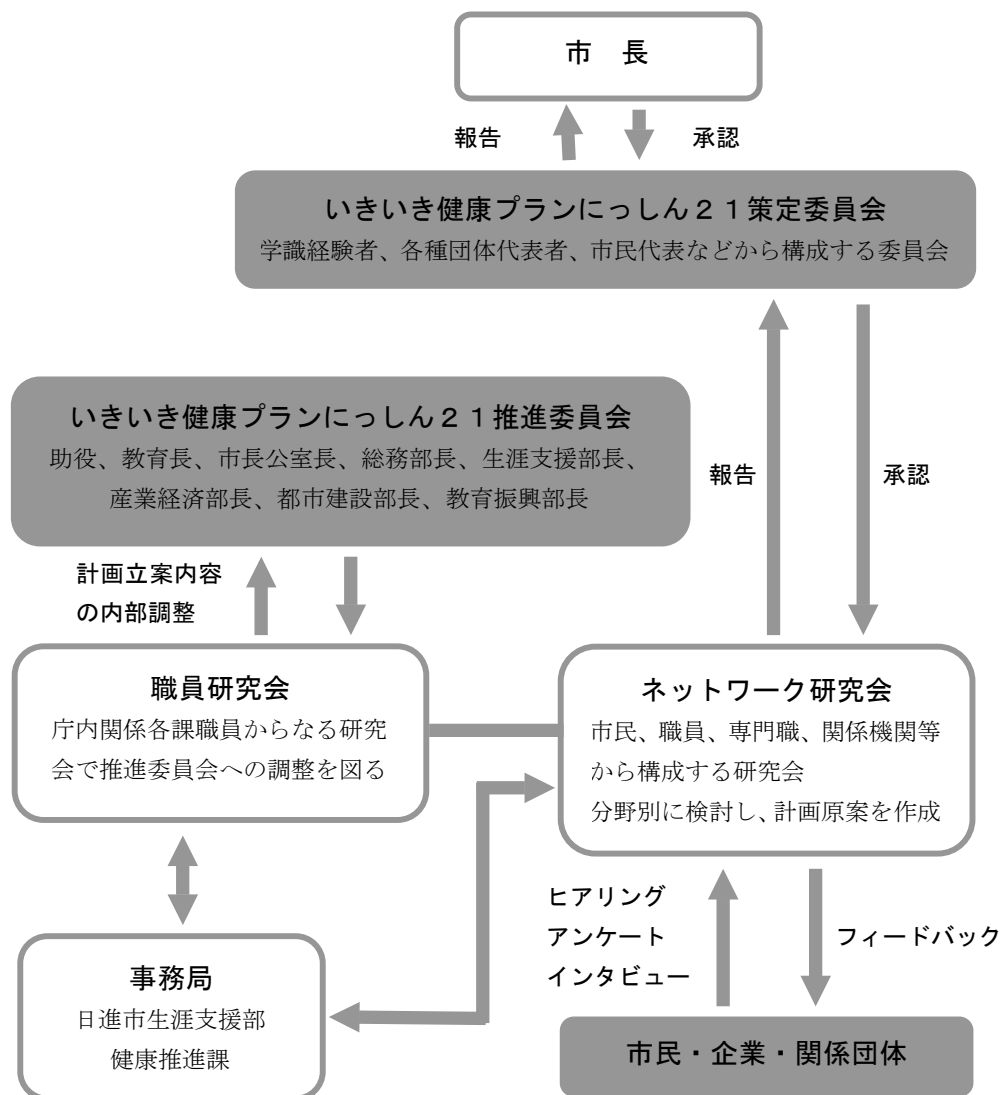 市　長
報告
承認
いきいき健康プランにっしん２１策定委員会
学識経験者、各種団体代表者、市民代表などから構成する委員会
いきいき健康プランにっしん２１推進委員会
助役、教育長、市長公室長、総務部長、生涯支援部長、
産業経済部長、都市建設部長、教育振興部長
報告
承認
計画立案内容
の内部調整
職員研究会
庁内関係各課職員からなる研究
会で推進委員会への調整を図る
ネットワーク研究会
市民、職員、専門職、関係機関等
から構成する研究会
分野別に検討し、計画原案を作成
ヒアリング
アンケート
インタビュー
フィードバック
事務局
日進市生涯支援部
健康推進課
市民・企業・関係団体